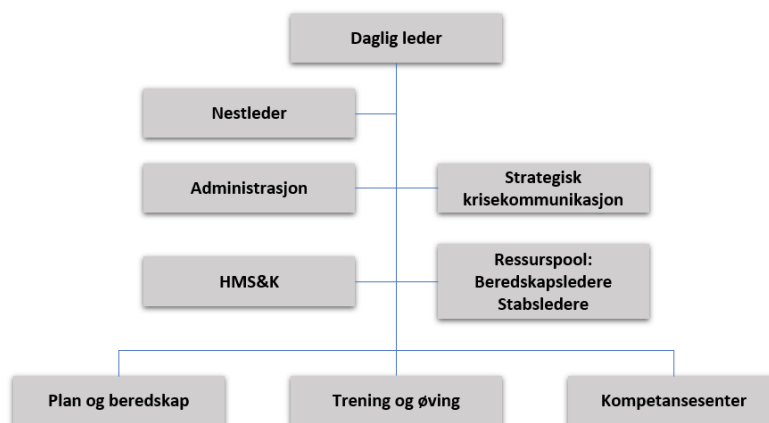 Daglig leder
Nestleder
Administrasjon
Strategisk
krisekommunikasjon
HMS&K
Ressurspool:
Beredskapsledere
Stabsledere
Plan og beredskap
Trening og øving
Kompetansesenter